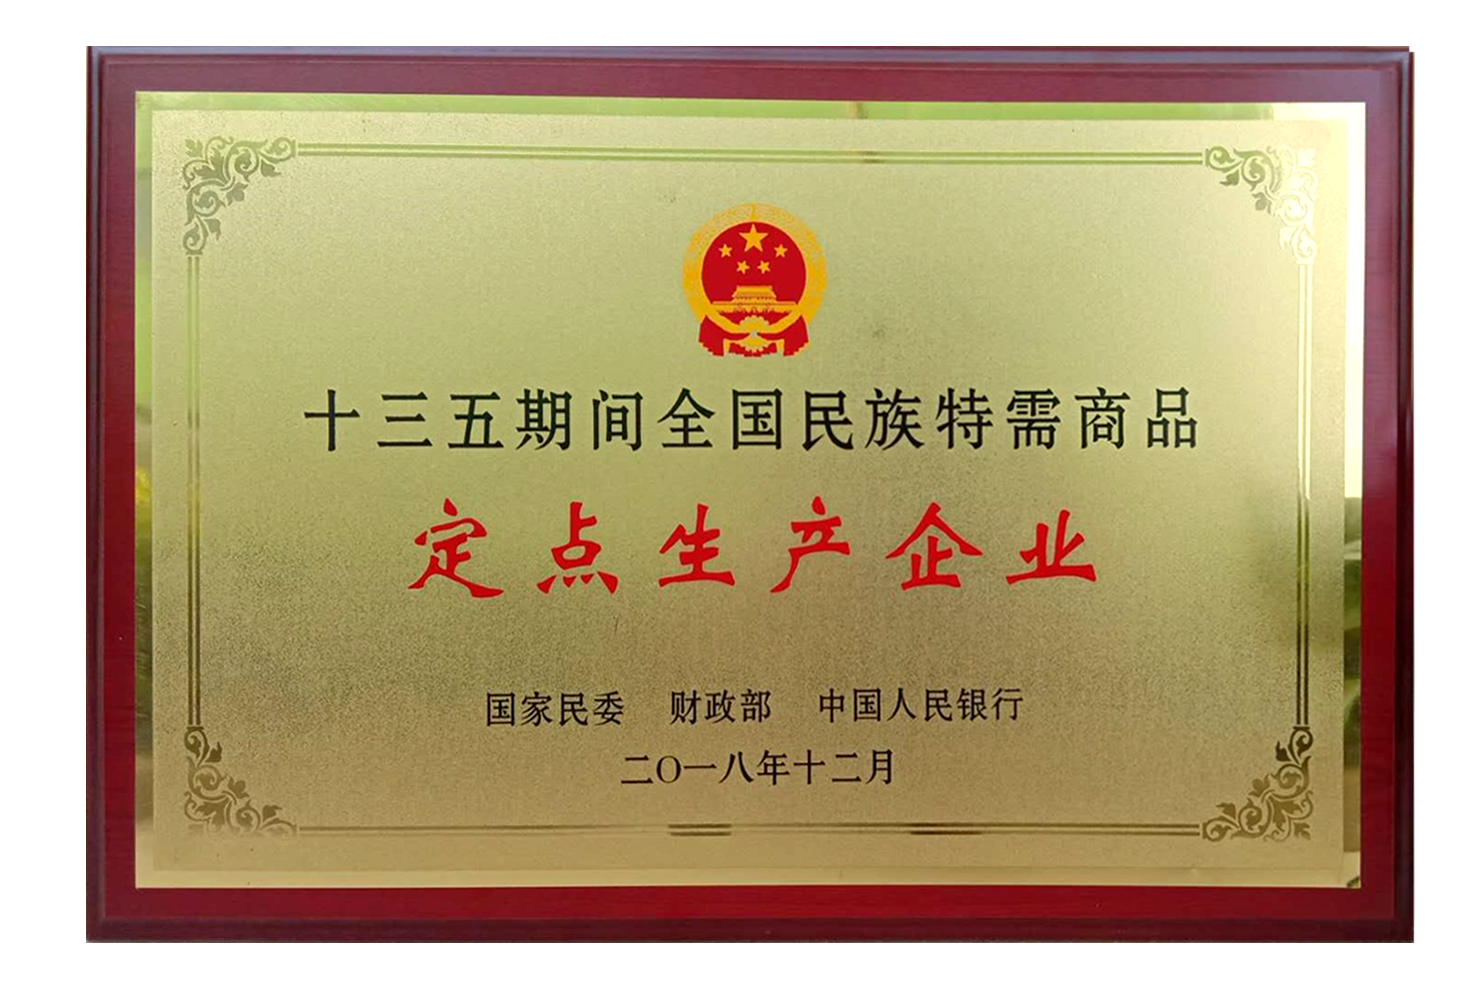 十三五期间全国民族特需商品
定点生产企业
国家民委 财政部 中国人民银行
二〇一八年十二月